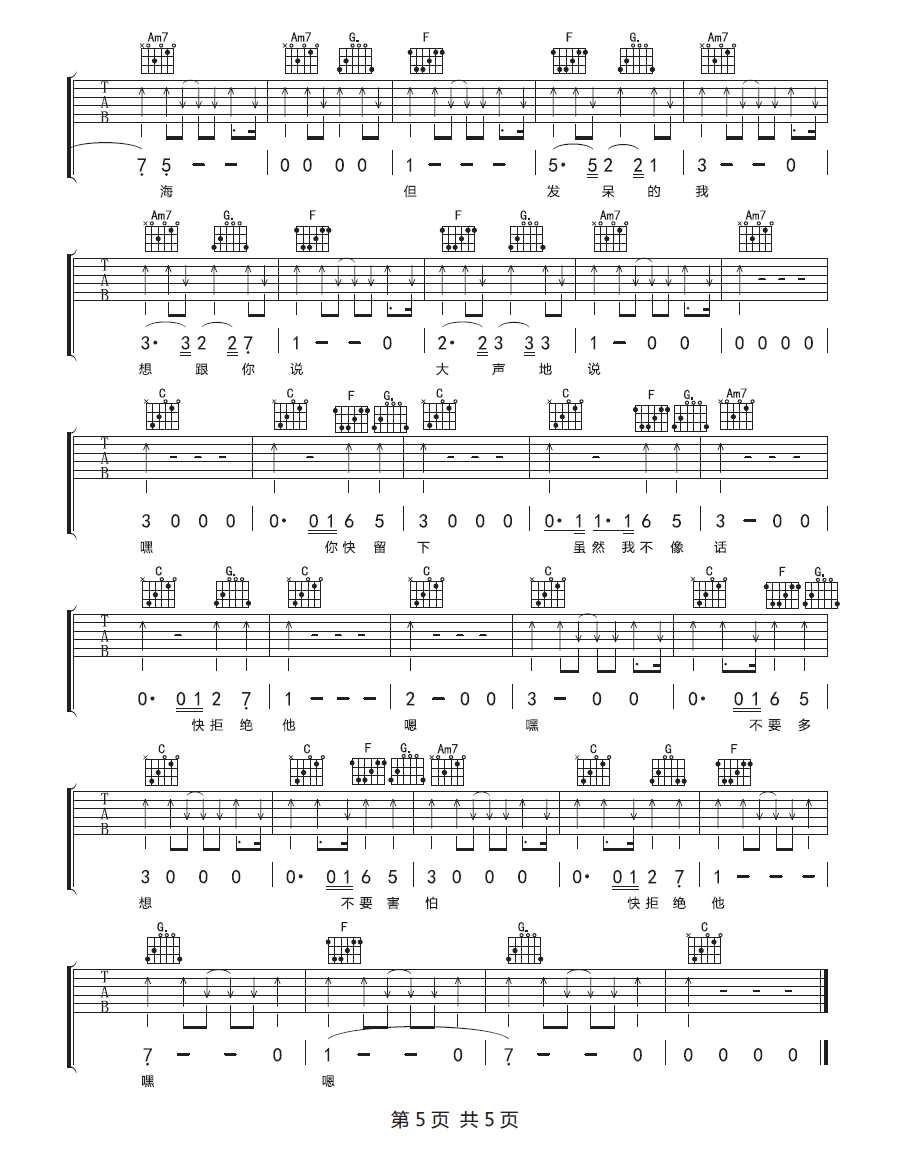 Am7 Am7 G. F F G. Am7
T
A
B
7 5 - - 0 0 0 0 1 - - - 5· 5 2 2 1 3 - - 0
海 但 发 呆 的 我
Am7 G. F F G. Am7 Am7
T
A
B
3· 3 2 2 7 1 - - 0 2· 2 3 3 3 1 - 0 0 0 0 0 0
想 跟 你 说 大 声 地 说
C C F G. C C F G. Am7
T
A
B
3 0 0 0 0· 0 1 6 5 3 0 0 0 0· 1 1· 1 6 5 3 - 0 0
嘿 你 快 留 下 虽 然 我 不 像 话
C G. C C C C F G.
T
A
B
0· 0 1 2 7 1 - - - 2 - 0 0 3 - 0 0 0· 0 1 6 5
快 拒 绝 他 嗯 嘿 不 要 多
C C F G. Am7 C G F
T
A
B
3 0 0 0 0· 0 1 6 5 3 0 0 0 0· 0 1 2 7 1 - - -
想 不 要 害 怕 快 拒 绝 他
G. F G. C
T
A
B
7 - - 0 1 - - 0 7 - - 0 0 0 0 0
嘿 嗯
第 5 页 共 5 页